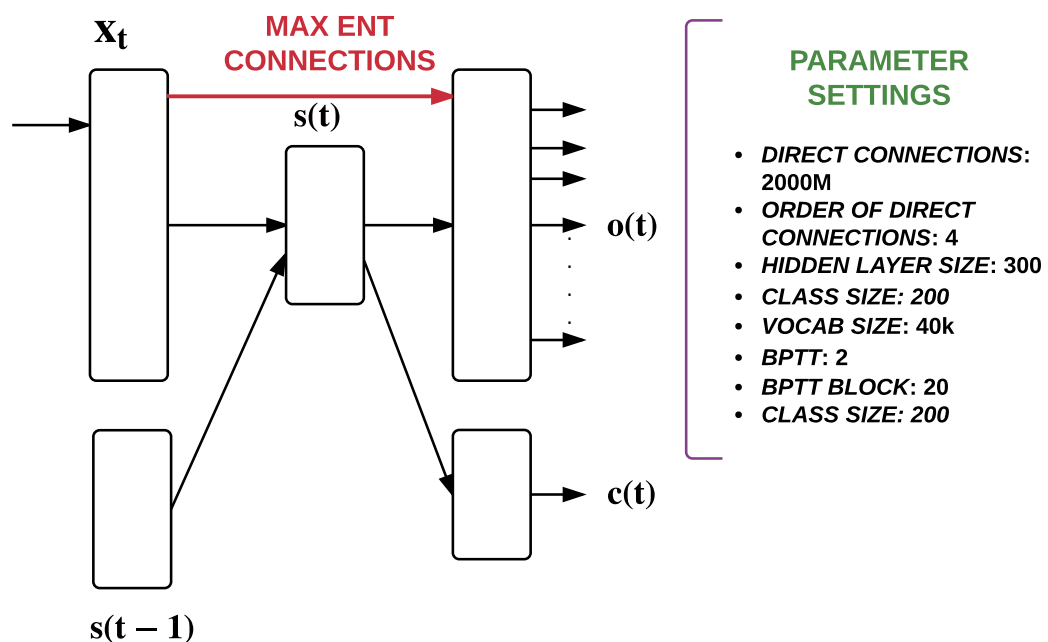 x_t
MAX ENT
CONNECTIONS
s(t)
o(t)
c(t)
s(t − 1)
PARAMETER
SETTINGS
• DIRECT CONNECTIONS:
2000M
• ORDER OF DIRECT
CONNECTIONS: 4
• HIDDEN LAYER SIZE: 300
• CLASS SIZE: 200
• VOCAB SIZE: 40k
• BPTT: 2
• BPTT BLOCK: 20
• CLASS SIZE: 200